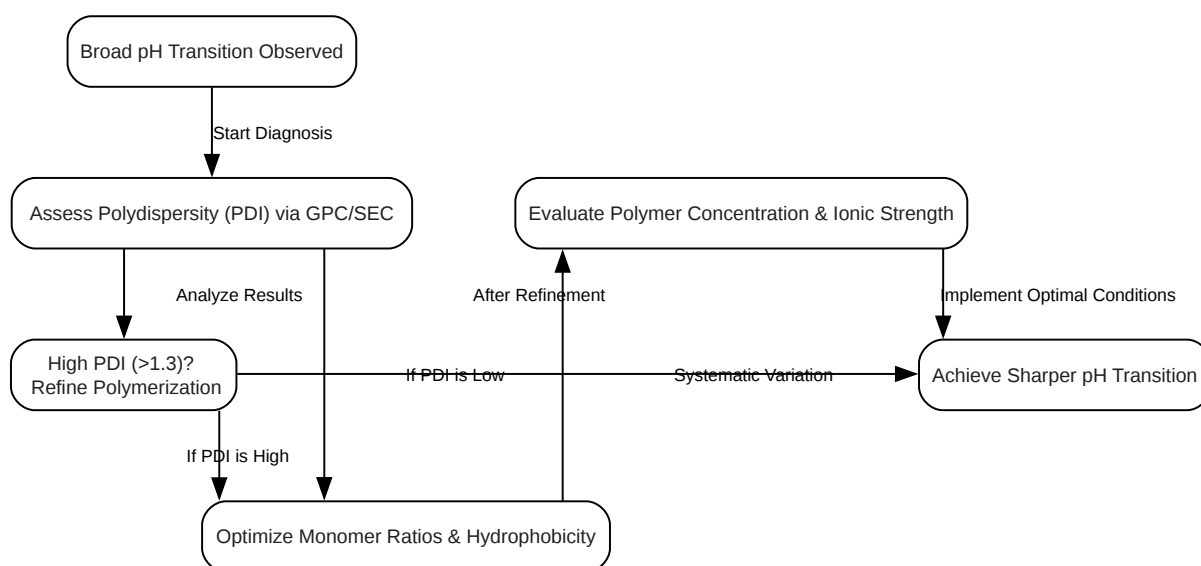 Broad pH Transition Observed
Start Diagnosis
Assess Polydispersity (PDI) via GPC/SEC
Evaluate Polymer Concentration & Ionic Strength
Analyze Results
After Refinement
Implement Optimal Conditions
High PDI (>1.3)?
Refine Polymerization
If PDI is Low
Systematic Variation
Achieve Sharper pH Transition
If PDI is High
Optimize Monomer Ratios & Hydrophobicity